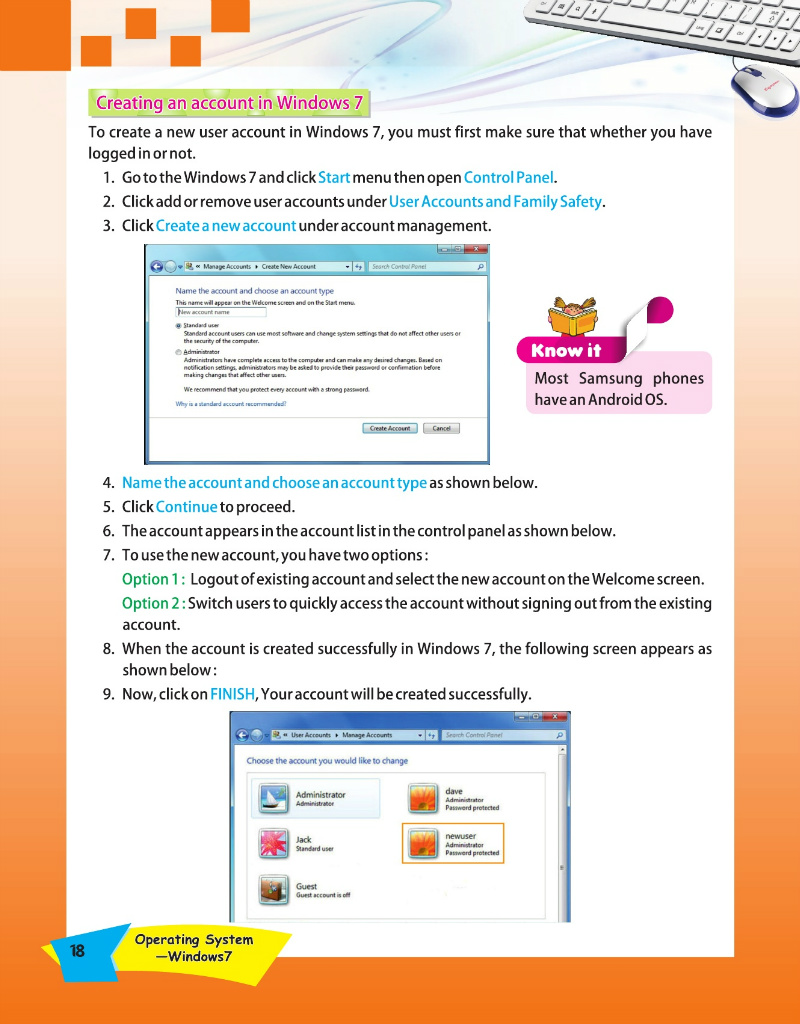 Creating an account in Windows 7
To create a new user account in Windows 7, you must first make sure that whether you have
logged in or not.
1. Go to the Windows 7 and click Start menu then open Control Panel.
2. Click add or remove user accounts under User Accounts and Family Safety.
3. Click Create a new account under account management.
« Manage Accounts ▸ Create New Account
Search Control Panel
Name the account and choose an account type
This name will appear on the Welcome screen and on the Start menu.
New account name
Standard user
Standard account users can use most software and change system settings that do not affect other users or
the security of the computer.
Administrator
Administrators have complete access to the computer and can make any desired changes. Based on
notification settings, administrators may be asked to provide their password or confirmation before
making changes that affect other users.
We recommend that you protect every account with a strong password.
Why is a standard account recommended?
Create Account Cancel
Know it
Most Samsung phones
have an Android OS.
4. Name the account and choose an account type as shown below.
5. Click Continue to proceed.
6. The account appears in the account list in the control panel as shown below.
7. To use the new account, you have two options :
Option 1 : Logout of existing account and select the new account on the Welcome screen.
Option 2 : Switch users to quickly access the account without signing out from the existing
account.
8. When the account is created successfully in Windows 7, the following screen appears as
shown below :
9. Now, click on FINISH, Your account will be created successfully.
« User Accounts ▸ Manage Accounts
Search Control Panel
Choose the account you would like to change
Administrator
Administrator
dave
Administrator
Password protected
Jack
Standard user
newuser
Administrator
Password protected
Guest
Guest account is off
18
Operating System
—Windows7